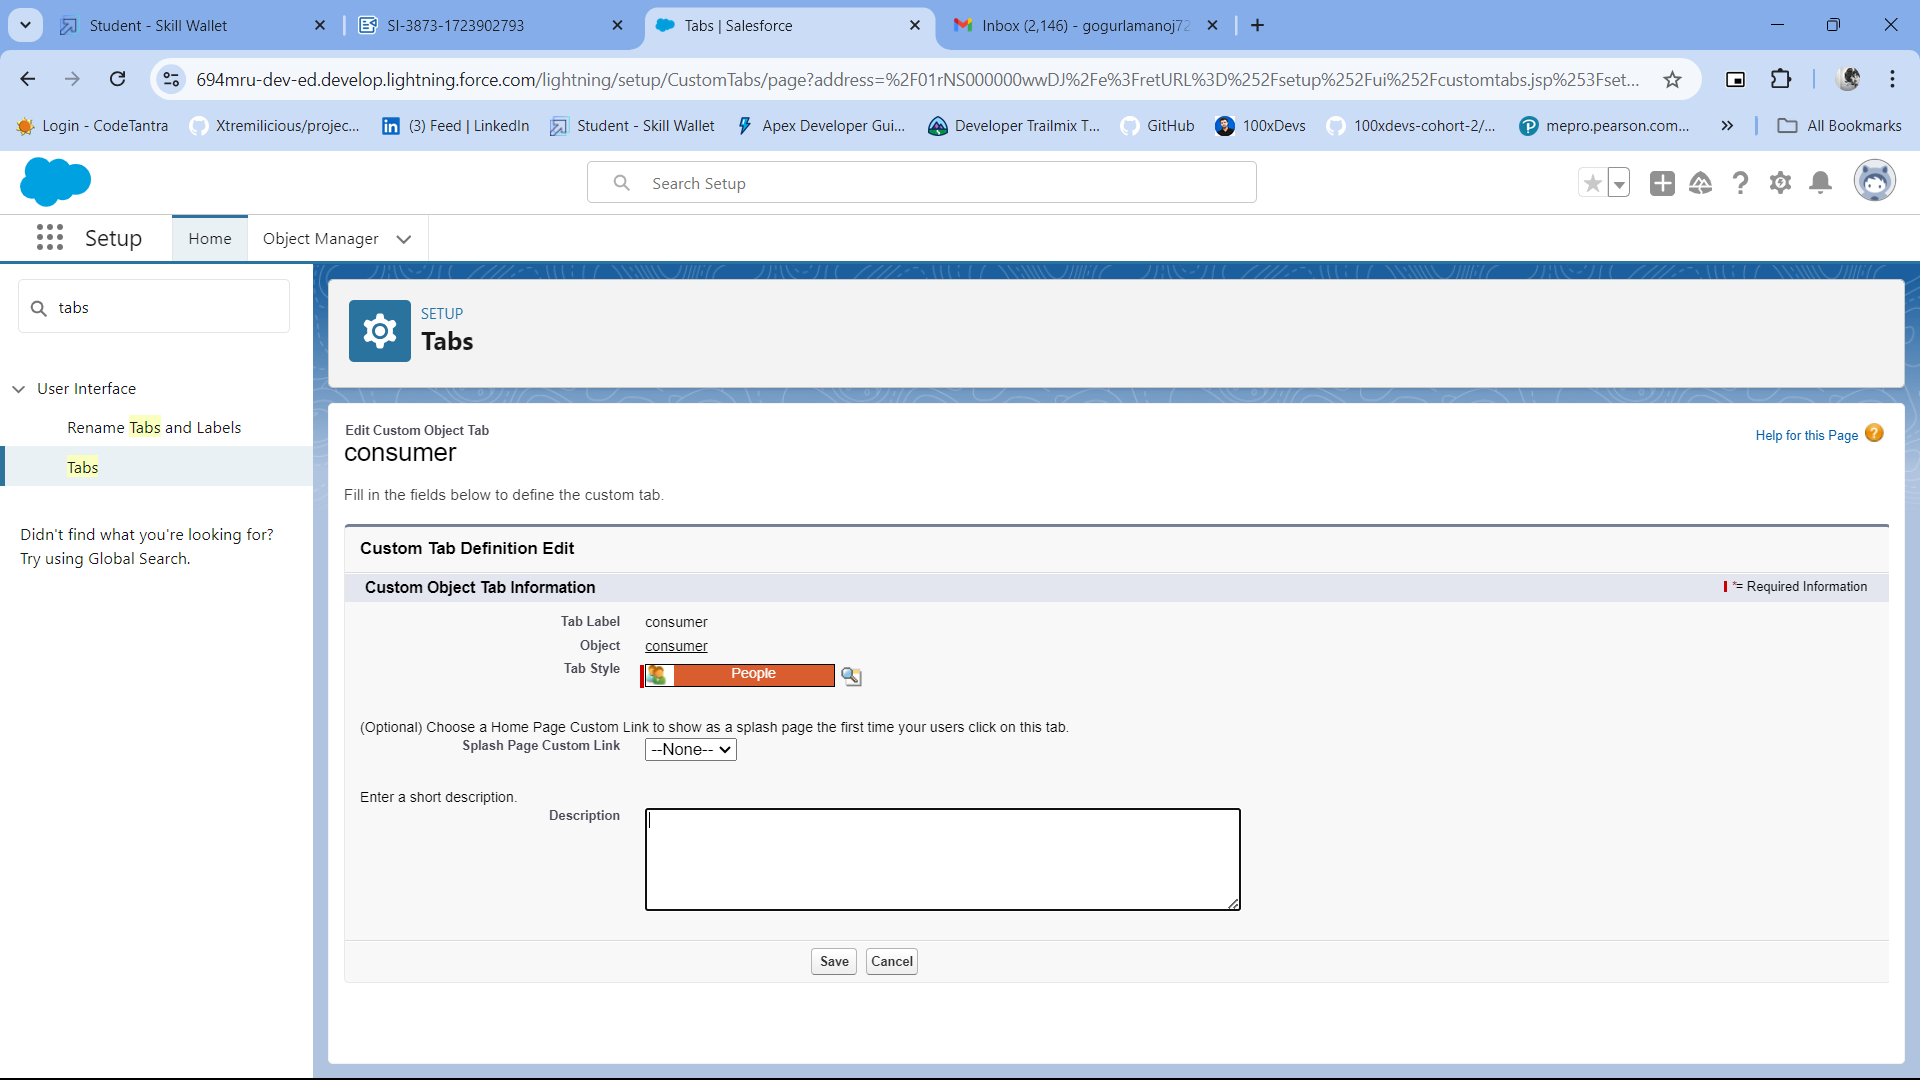 Student - Skill Wallet
SI-3873-1723902793
Tabs | Salesforce
Inbox (2,146) - gogurlamanoj72
694mru-dev-ed.develop.lightning.force.com/lightning/setup/CustomTabs/page?address=%2F01rNS000000wwDJ%2Fe%3FretURL%3D%252Fsetup%252Fui%252Fcustomtabs.jsp%253Fset...
Login - CodeTantra
Xtremilicious/projec...
(3) Feed | LinkedIn
Student - Skill Wallet
Apex Developer Gui...
Developer Trailmix T...
GitHub
100xDevs
100xdevs-cohort-2/...
mepro.pearson.com...
All Bookmarks
Search Setup
Setup
Home
Object Manager
tabs
User Interface
Rename Tabs and Labels
Tabs
Didn't find what you're looking for?
Try using Global Search.
SETUP
Tabs
Edit Custom Object Tab
consumer
Help for this Page
Fill in the fields below to define the custom tab.
Custom Tab Definition Edit
Custom Object Tab Information
*= Required Information
Tab Label consumer
Object consumer
Tab Style People
(Optional) Choose a Home Page Custom Link to show as a splash page the first time your users click on this tab.
Splash Page Custom Link --None--
Enter a short description.
Description
Save Cancel